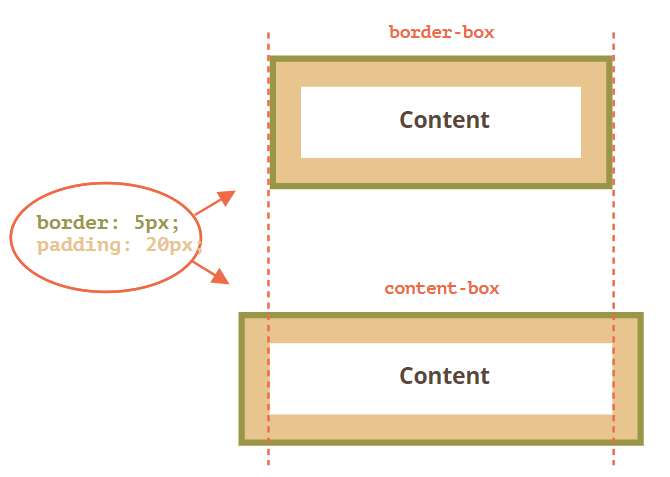 border-box
Content
border: 5px;
padding: 20px;
content-box
Content